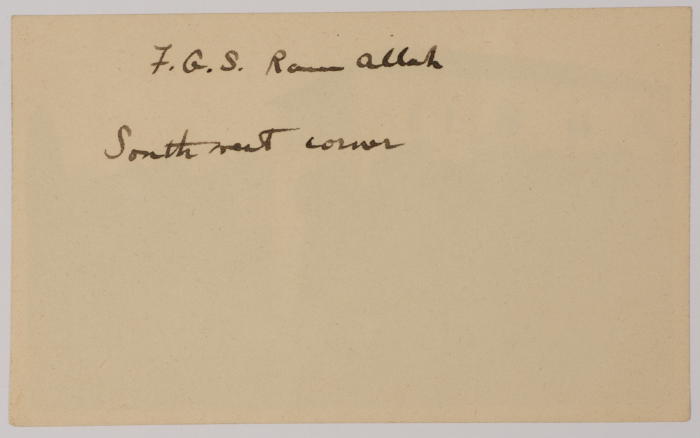 F.G.S. Ram Allah
South west corner